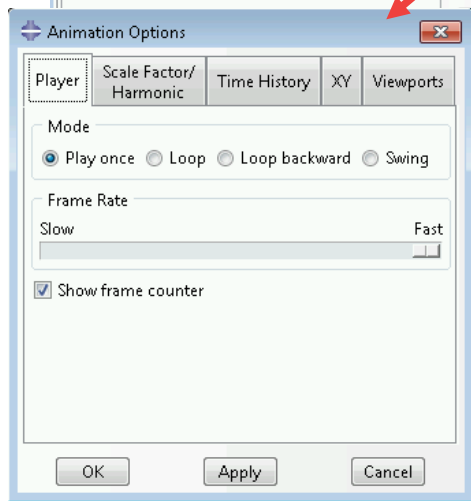 Animation Options
Player
Scale Factor/
Harmonic
Time History
XY
Viewports
Mode
Play once Loop Loop backward Swing
Frame Rate
Slow Fast
Show frame counter
OK Apply Cancel